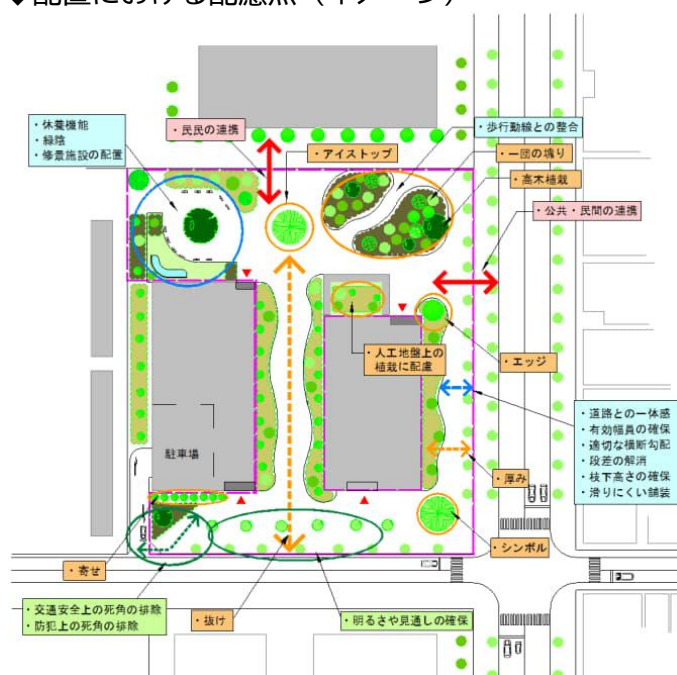 ◆配置における配慮点（イメージ）
・休養機能
・緑陰
・修景施設の配置
・民民の連携
・アイストップ
・歩行動線との整合
・一団の塊り
・高木植栽
・公共・民間の連携
・人工地盤上の
植栽に配慮
・エッジ
・道路との一体感
・有効幅員の確保
・適切な横断勾配
・段差の解消
・枝下高さの確保
・滑りにくい舗装
駐車場
・厚み
・シンボル
・寄せ
・交通安全上の死角の排除
・防犯上の死角の排除
・抜け
・明るさや見通しの確保